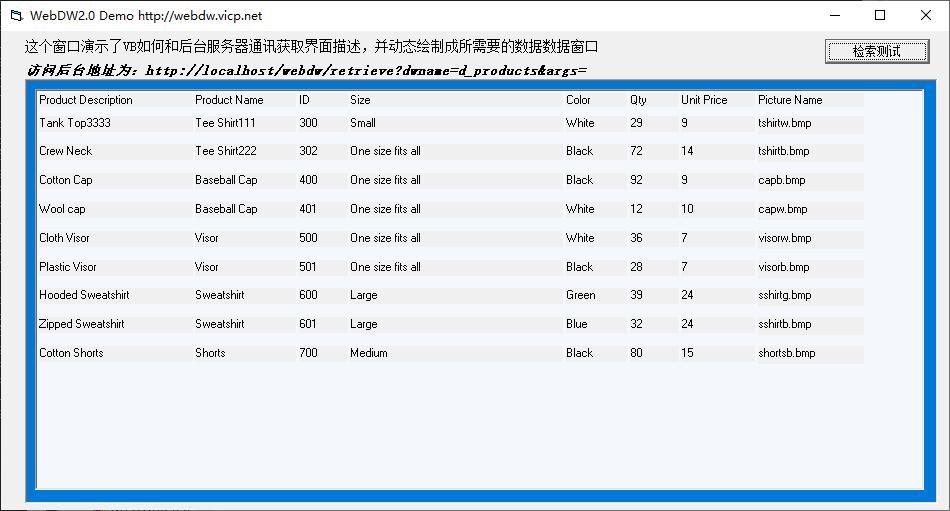 WebDW2.0 Demo http://webdw.vicp.net
这个窗口演示了VB如何和后台服务器通讯获取界面描述，并动态绘制成所需要的数据数据窗口
检索测试
访问后台地址为：http://localhost/webdw/retrieve?dwname=d_products&args=
Product Description Product Name ID Size Color Qty Unit Price Picture Name
Tank Top3333 Tee Shirt111 300 Small White 29 9 tshirtw.bmp
Crew Neck Tee Shirt222 302 One size fits all Black 72 14 tshirtb.bmp
Cotton Cap Baseball Cap 400 One size fits all Black 92 9 capb.bmp
Wool cap Baseball Cap 401 One size fits all White 12 10 capw.bmp
Cloth Visor Visor 500 One size fits all White 36 7 visorw.bmp
Plastic Visor Visor 501 One size fits all Black 28 7 visorb.bmp
Hooded Sweatshirt Sweatshirt 600 Large Green 39 24 sshirtg.bmp
Zipped Sweatshirt Sweatshirt 601 Large Blue 32 24 sshirtb.bmp
Cotton Shorts Shorts 700 Medium Black 80 15 shortsb.bmp